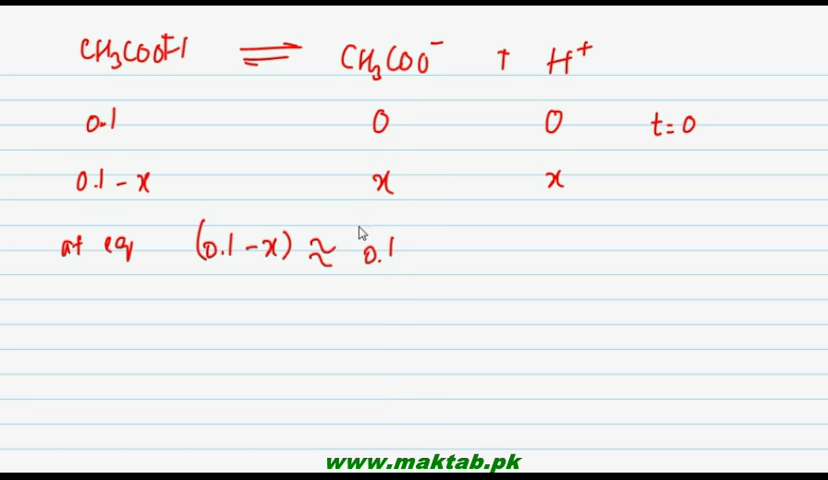 CH₃COOH ⇌ CH₃COO⁻ + H⁺
0.1 0 0 t = 0
0.1 - x x x
at eq (0.1 - x) ≈ 0.1
www.maktab.pk